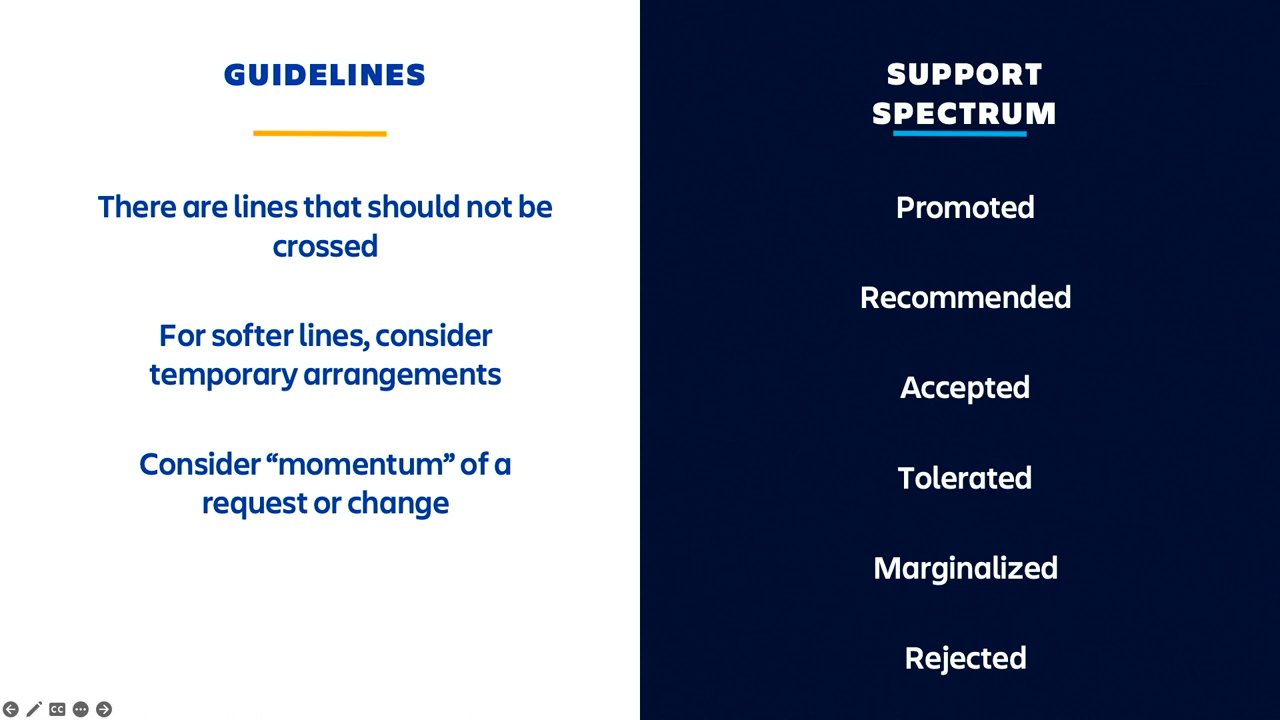 GUIDELINES
There are lines that should not be
crossed
For softer lines, consider
temporary arrangements
Consider “momentum” of a
request or change
SUPPORT
SPECTRUM
Promoted
Recommended
Accepted
Tolerated
Marginalized
Rejected
CC